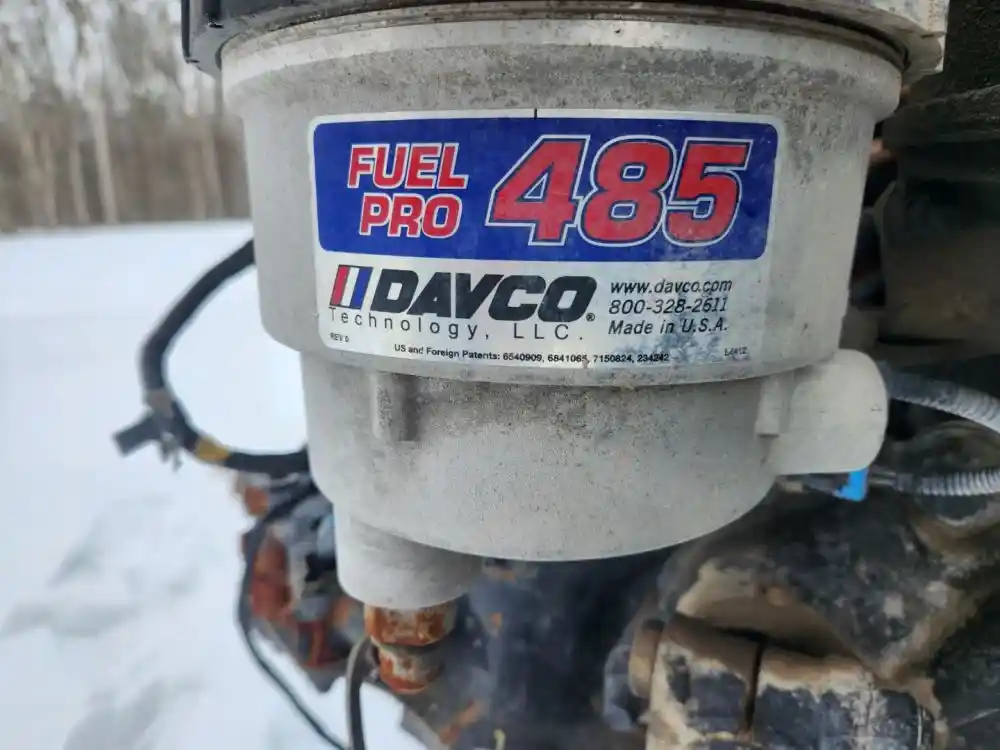 FUEL
PRO
485
DAVCO®
Technology, LLC.
www.davco.com
800-328-2611
Made in U.S.A.
REV D
US and Foreign Patents: 6540909, 6841065, 7150824, 234242